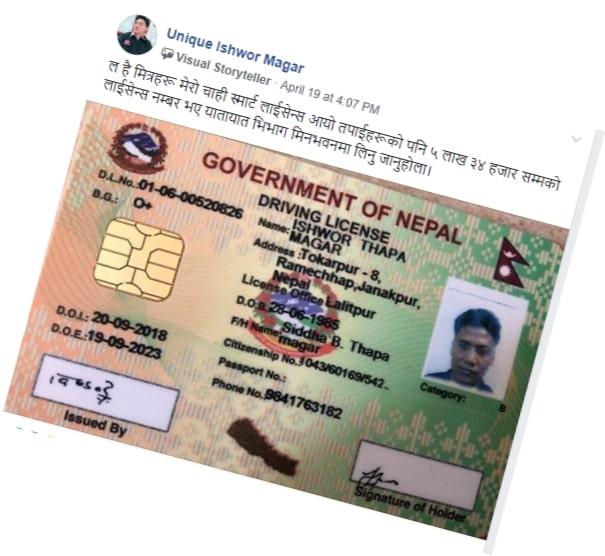 Unique Ishwor Magar
Visual Storyteller · April 19 at 4:07 PM
ल है मित्रहरू मेरो चाही स्मार्ट लाईसेन्स आयो तपाईहरूको पनि ५ लाख ३४ हजार सम्मको
लाईसेन्स नम्बर भए यातायात भिभाग मिनभवनमा लिनु जानुहोला।
GOVERNMENT OF NEPAL
DRIVING LICENSE
D.L.No.:01-06-00520626
B.G.: O+
Name: ISHWOR THAPA
MAGAR
Address :Tokarpur - 8,
Ramechhap,Janakpur,
Nepal
License Office Lalitpur
D.O.B.28-06-1985
F/H Name: Siddha B. Thapa
magar
Citizenship No.:1043/60169/542..
Passport No.:
Phone No.:9841763182
D.O.I.: 20-09-2018
D.O.E.:19-09-2023
Category: B
Issued By
Signature of Holder